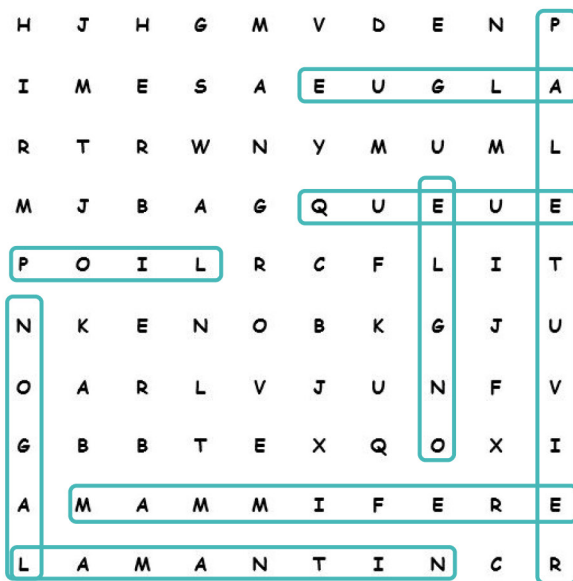 H J H G M V D E N P
I M E S A E U G L A
R T R W N Y M U M L
M J B A G Q U E U E
P O I L R C F L I T
N K E N O B K G J U
O A R L V J U N F V
G B B T E X Q O X I
A M A M M I F E R E
L A M A N T I N C R